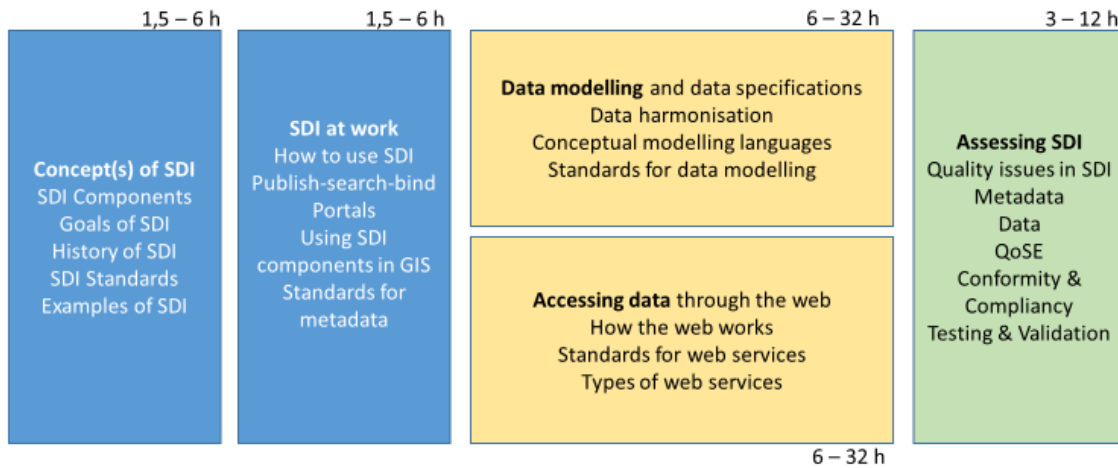 1,5 – 6 h
Concept(s) of SDI
SDI Components
Goals of SDI
History of SDI
SDI Standards
Examples of SDI
1,5 – 6 h
SDI at work
How to use SDI
Publish-search-bind
Portals
Using SDI
components in GIS
Standards for
metadata
6 – 32 h
Data modelling and data specifications
Data harmonisation
Conceptual modelling languages
Standards for data modelling
Accessing data through the web
How the web works
Standards for web services
Types of web services
6 – 32 h
3 – 12 h
Assessing SDI
Quality issues in SDI
Metadata
Data
QoSE
Conformity &
Compliancy
Testing & Validation